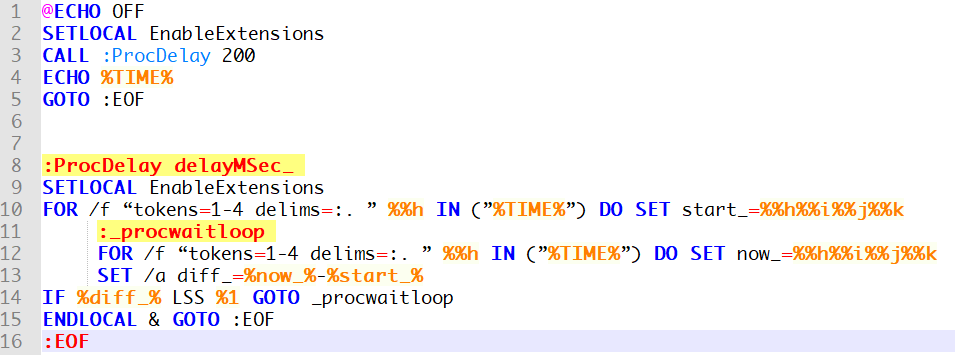 1 @ECHO OFF
2 SETLOCAL EnableExtensions
3 CALL :ProcDelay 200
4 ECHO %TIME%
5 GOTO :EOF
6
7
8 :ProcDelay delayMSec_
9 SETLOCAL EnableExtensions
10 FOR /f “tokens=1-4 delims=:. ” %%h IN (”%TIME%”) DO SET start_=%%h%%i%%j%%k
11 :_procwaitloop
12 FOR /f “tokens=1-4 delims=:. ” %%h IN (”%TIME%”) DO SET now_=%%h%%i%%j%%k
13 SET /a diff_=%now_%-%start_%
14 IF %diff_% LSS %1 GOTO _procwaitloop
15 ENDLOCAL & GOTO :EOF
16 :EOF